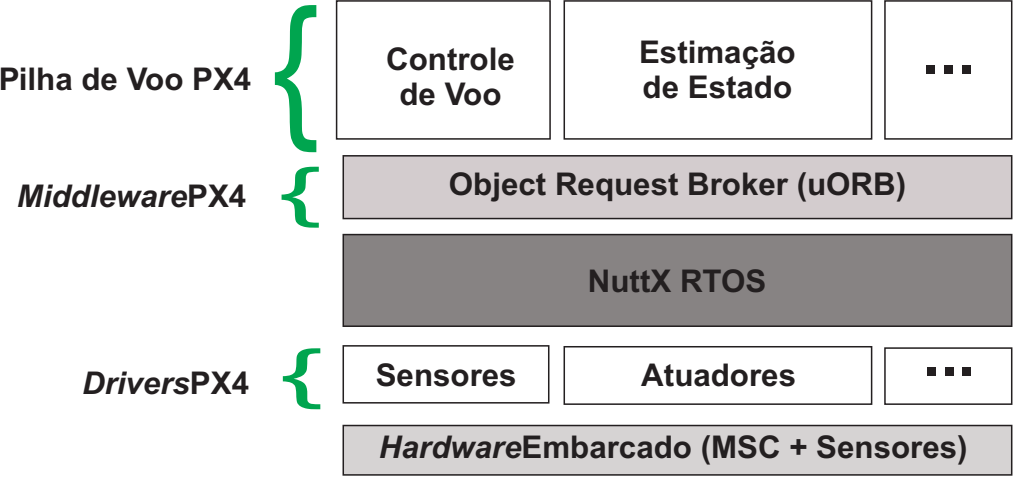 Controle
de Voo
Estimação
de Estado
...
Pilha de Voo PX4
MiddlewarePX4
Object Request Broker (uORB)
NuttX RTOS
DriversPX4
Sensores
Atuadores
...
HardwareEmbarcado (MSC + Sensores)